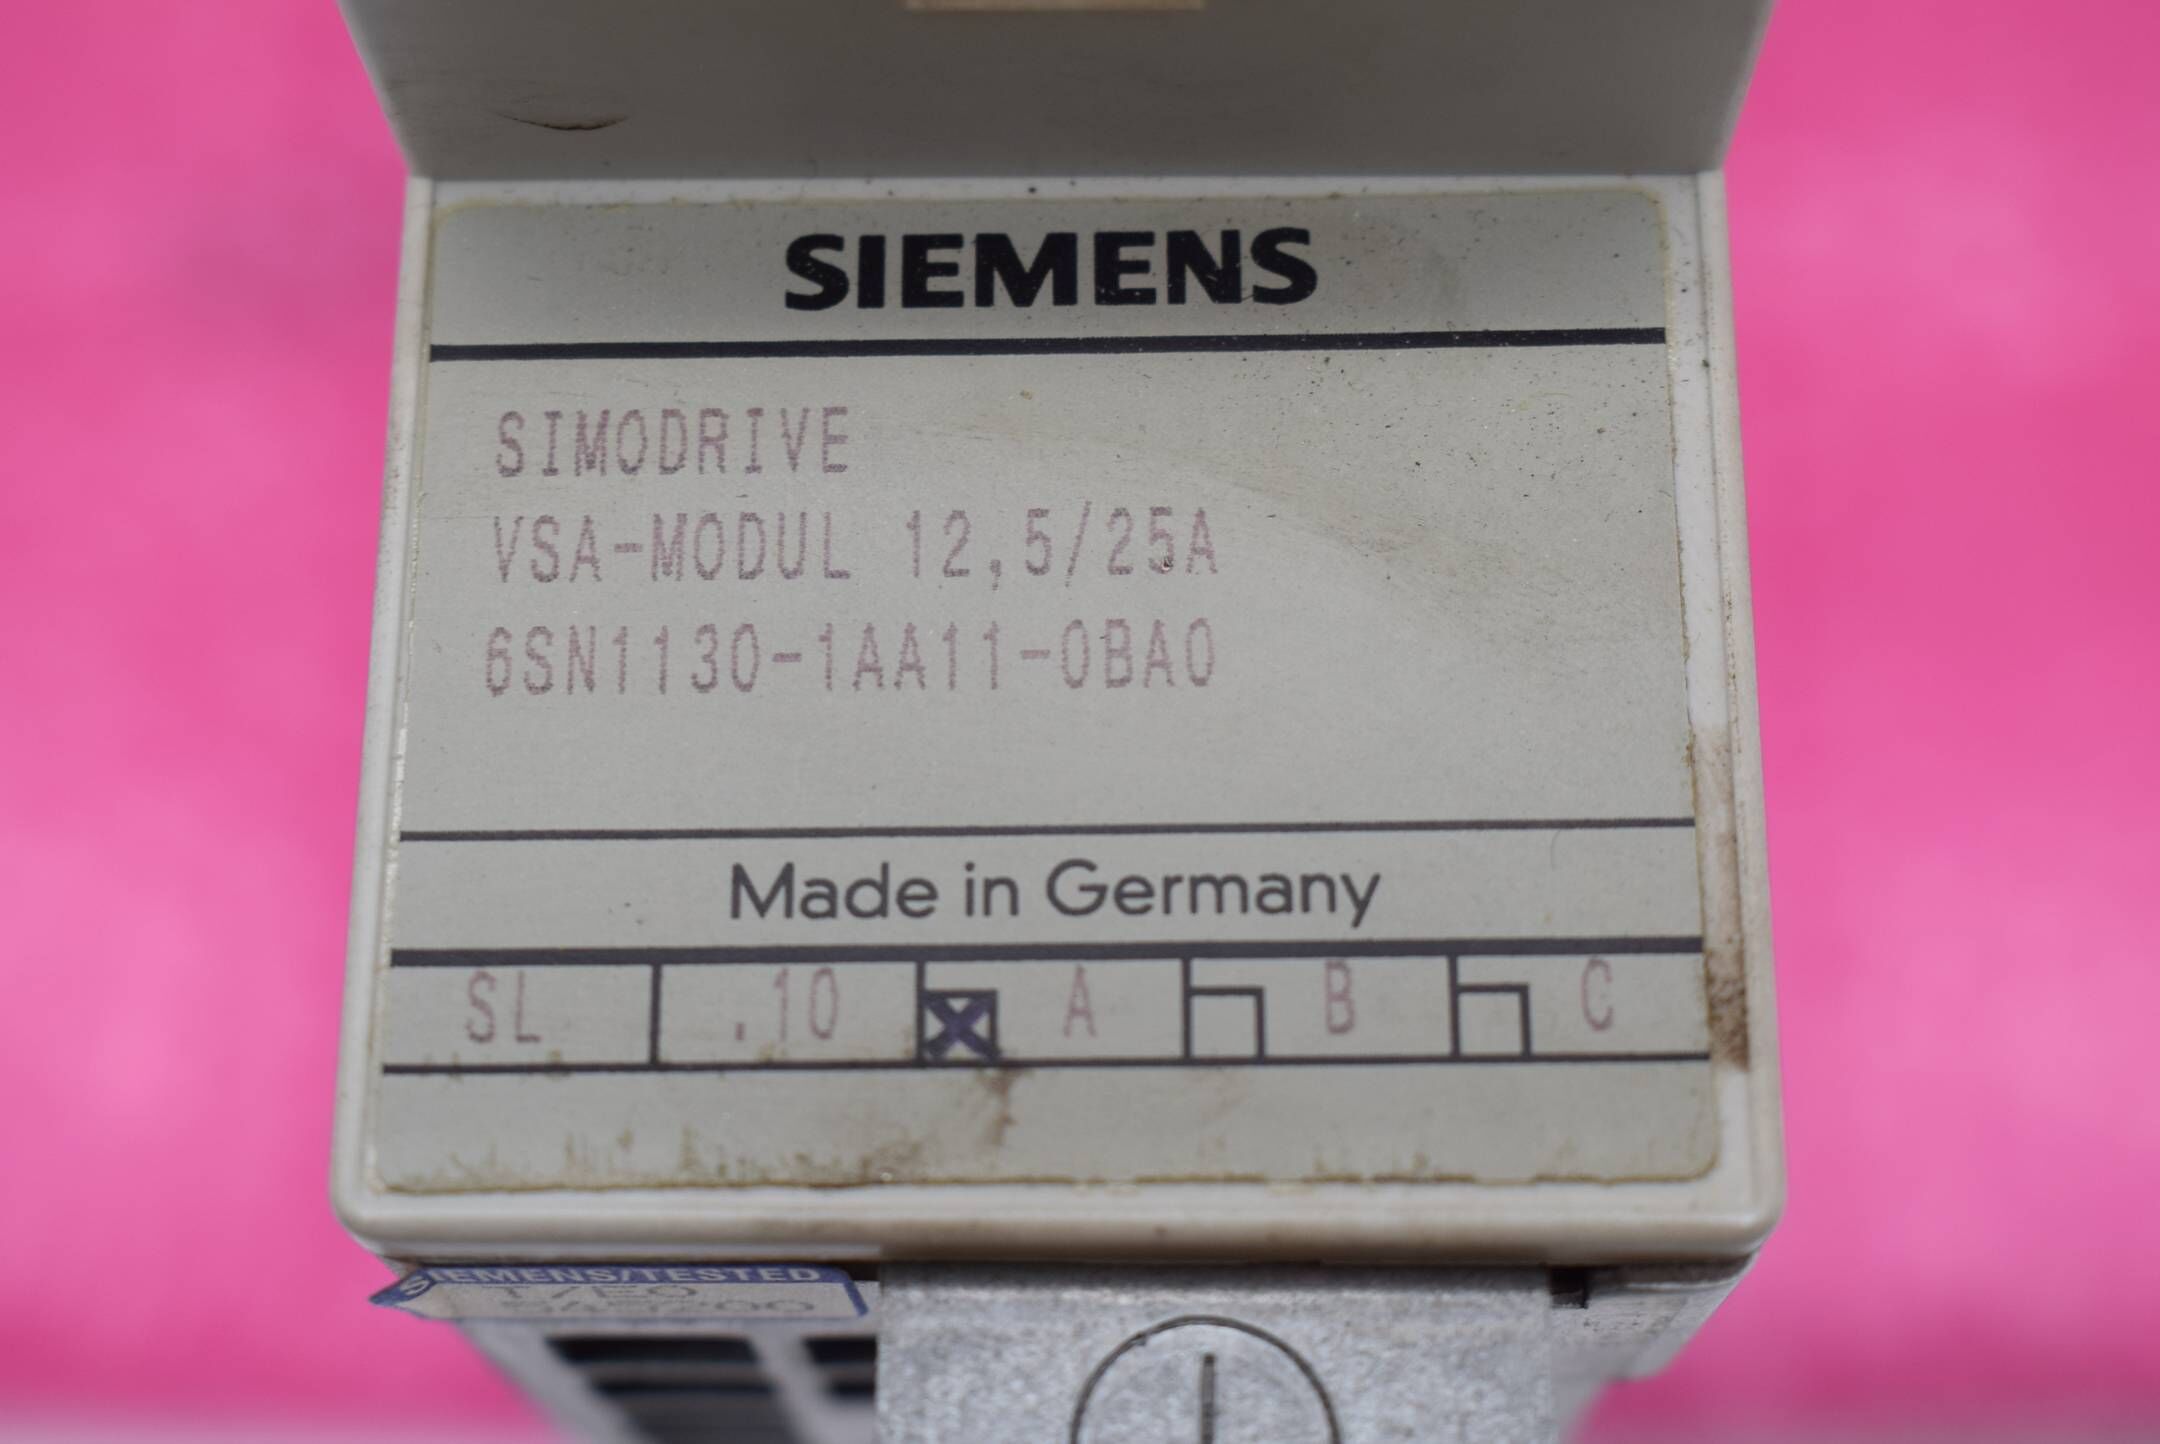 SIEMENS
SIMODRIVE
VSA-MODUL 12,5/25A
6SN1130-1AA11-0BA0
Made in Germany
SL .10 A B C
SIEMENS/TESTED